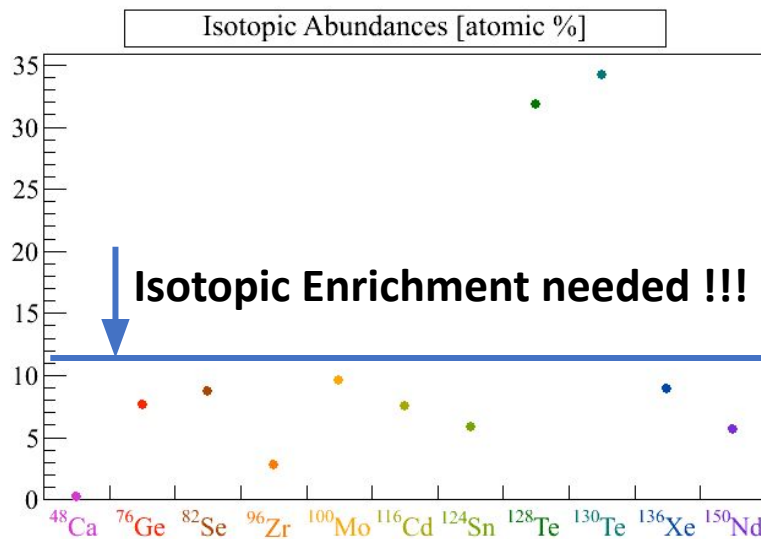 Isotopic Abundances [atomic %]
35
30
25
20
Isotopic Enrichment needed !!!
15
10
5
0
⁴⁸Ca ⁷⁶Ge ⁸²Se ⁹⁶Zr ¹⁰⁰Mo ¹¹⁶Cd ¹²⁴Sn ¹²⁸Te ¹³⁰Te ¹³⁶Xe ¹⁵⁰Nd